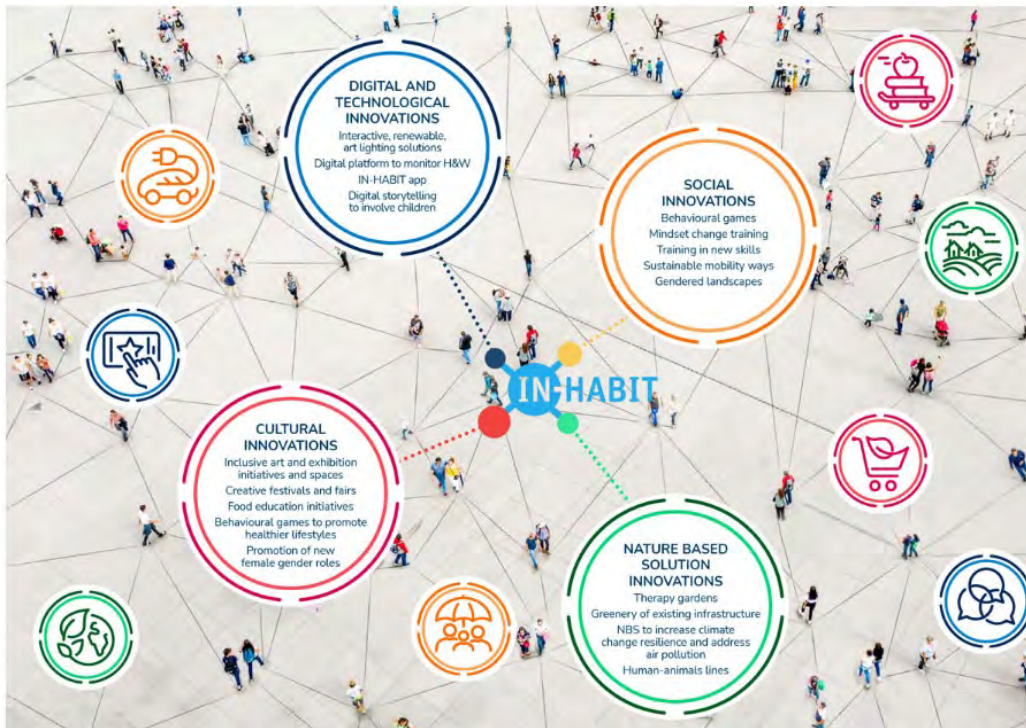 DIGITAL AND
TECHNOLOGICAL
INNOVATIONS
Interactive, renewable,
art lighting solutions
Digital platform to monitor H&W
IN-HABIT app
Digital storytelling
to involve children
SOCIAL
INNOVATIONS
Behavioural games
Mindset change training
Training in new skills
Sustainable mobility ways
Gendered landscapes
IN-HABIT
CULTURAL
INNOVATIONS
Inclusive art and exhibition
initiatives and spaces
Creative festivals and fairs
Food education initiatives
Behavioural games to promote
healthier lifestyles
Promotion of new
female gender roles
NATURE BASED
SOLUTION
INNOVATIONS
Therapy gardens
Greenery of existing infrastructure
NBS to increase climate
change resilience and address
air pollution
Human-animals lines